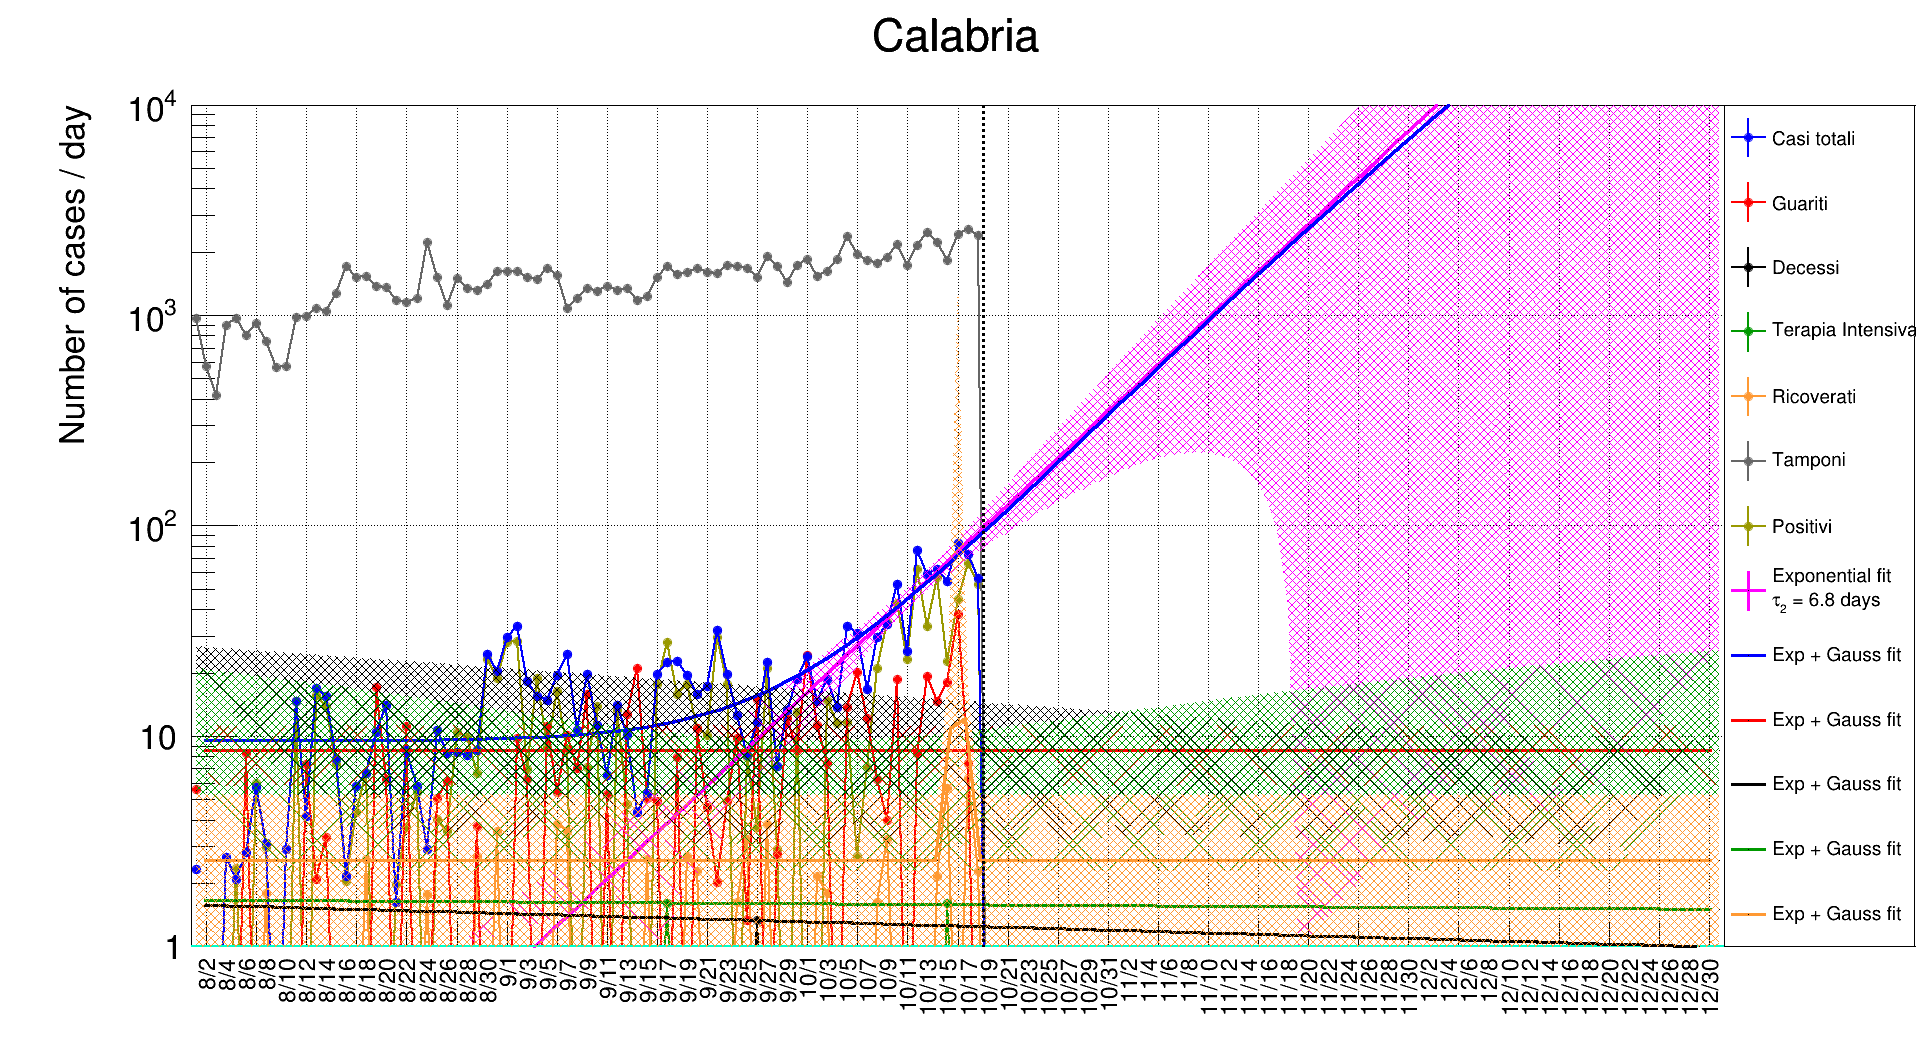 Calabria
Number of cases / day
10^4
10^3
10^2
10
1
8/2 8/4 8/6 8/8 8/10 8/12 8/14 8/16 8/18 8/20 8/22 8/24 8/26 8/28 8/30 9/1 9/3 9/5 9/7 9/9 9/11 9/13 9/15 9/17 9/19 9/21 9/23 9/25 9/27 9/29 10/1 10/3 10/5 10/7 10/9 10/11 10/13 10/15 10/17 10/19 10/21 10/23 10/25 10/27 10/29 10/31 11/2 11/4 11/6 11/8 11/10 11/12 11/14 11/16 11/18 11/20 11/22 11/24 11/26 11/28 11/30 12/2 12/4 12/6 12/8 12/10 12/12 12/14 12/16 12/18 12/20 12/22 12/24 12/26 12/28 12/30
Casi totali
Guariti
Decessi
Terapia Intensiva
Ricoverati
Tamponi
Positivi
Exponential fit
τ₂ = 6.8 days
Exp + Gauss fit
Exp + Gauss fit
Exp + Gauss fit
Exp + Gauss fit
Exp + Gauss fit